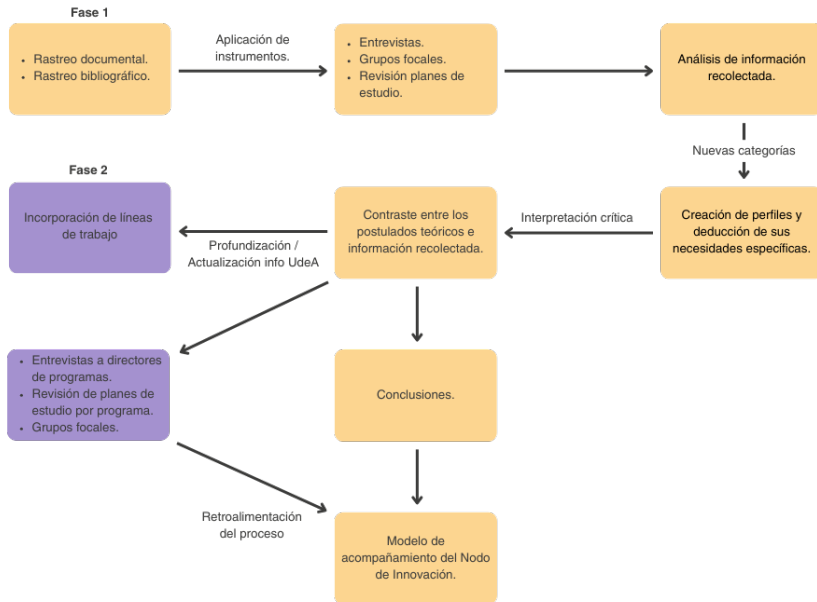 Fase 1
• Rastreo documental.
• Rastreo bibliográfico.
Aplicación de
instrumentos.
• Entrevistas.
• Grupos focales.
• Revisión planes de
estudio.
Análisis de información
recolectada.
Nuevas categorías
Creación de perfiles y
deducción de sus
necesidades específicas.
Interpretación crítica
Contraste entre los
postulados teóricos e
información recolectada.
Profundización /
Actualización info UdeA
Fase 2
Incorporación de líneas
de trabajo
• Entrevistas a directores
de programas.
• Revisión de planes de
estudio por programa.
• Grupos focales.
Conclusiones.
Retroalimentación
del proceso
Modelo de
acompañamiento del Nodo
de Innovación.